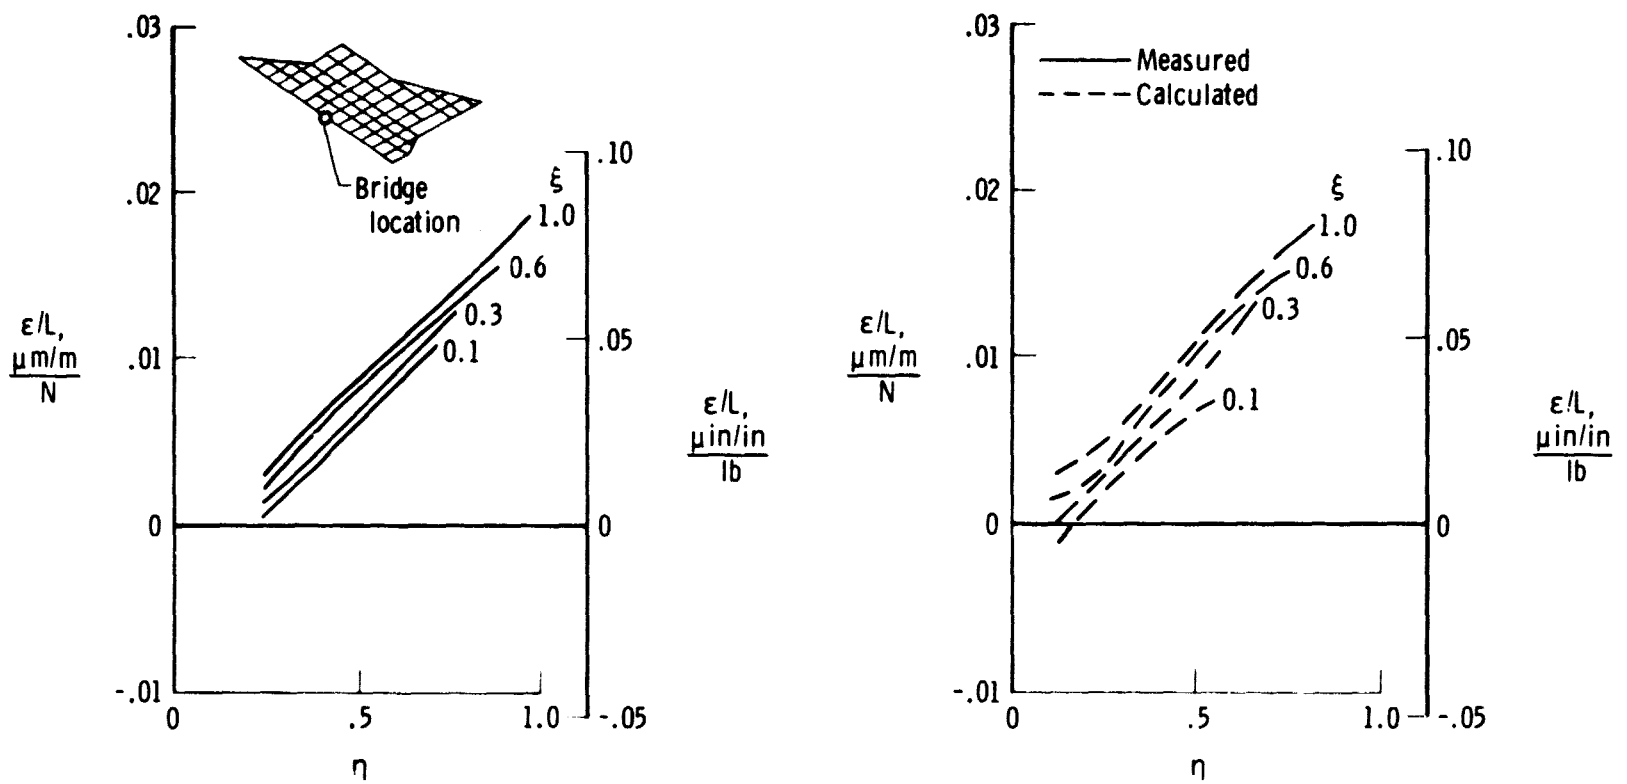 .03
.02
.01
0
-.01
ε/L,
μm/m
N
Bridge
location
ξ
1.0
0.6
0.3
0.1
.10
.05
0
-.05
ε/L,
μin/in
lb
0
.5
1.0
η
.03
.02
.01
0
-.01
ε/L,
μm/m
N
Measured
Calculated
ξ
1.0
0.6
0.3
0.1
.10
.05
0
-.05
ε/L,
μin/in
lb
0
.5
1.0
η